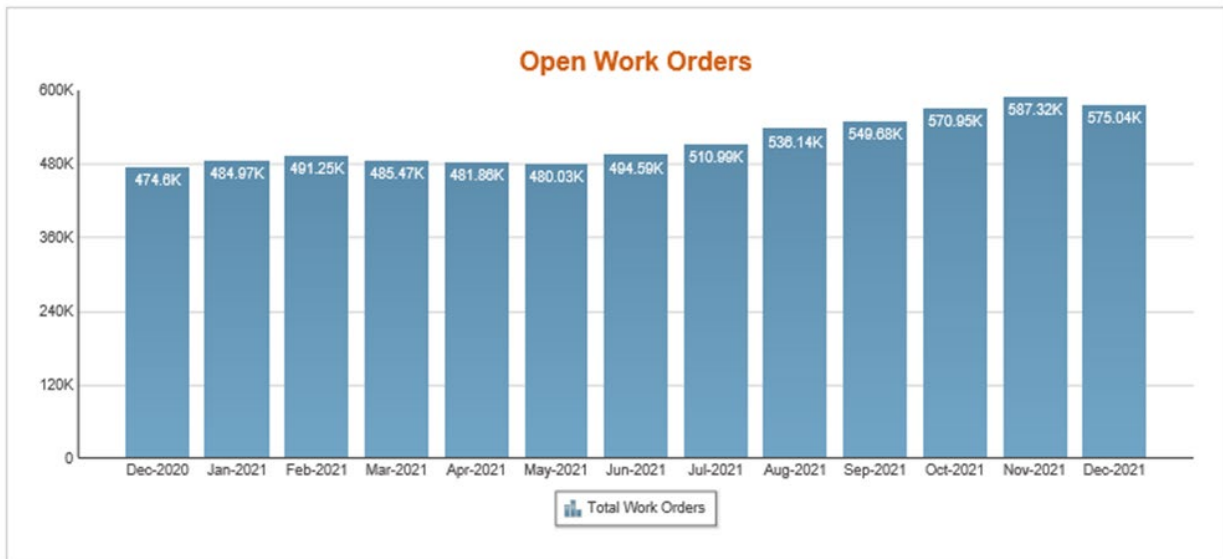 Open Work Orders
600K
480K
360K
240K
120K
0
474.6K
484.97K
491.25K
485.47K
481.86K
480.03K
494.59K
510.99K
536.14K
549.68K
570.95K
587.32K
575.04K
Dec-2020
Jan-2021
Feb-2021
Mar-2021
Apr-2021
May-2021
Jun-2021
Jul-2021
Aug-2021
Sep-2021
Oct-2021
Nov-2021
Dec-2021
Total Work Orders